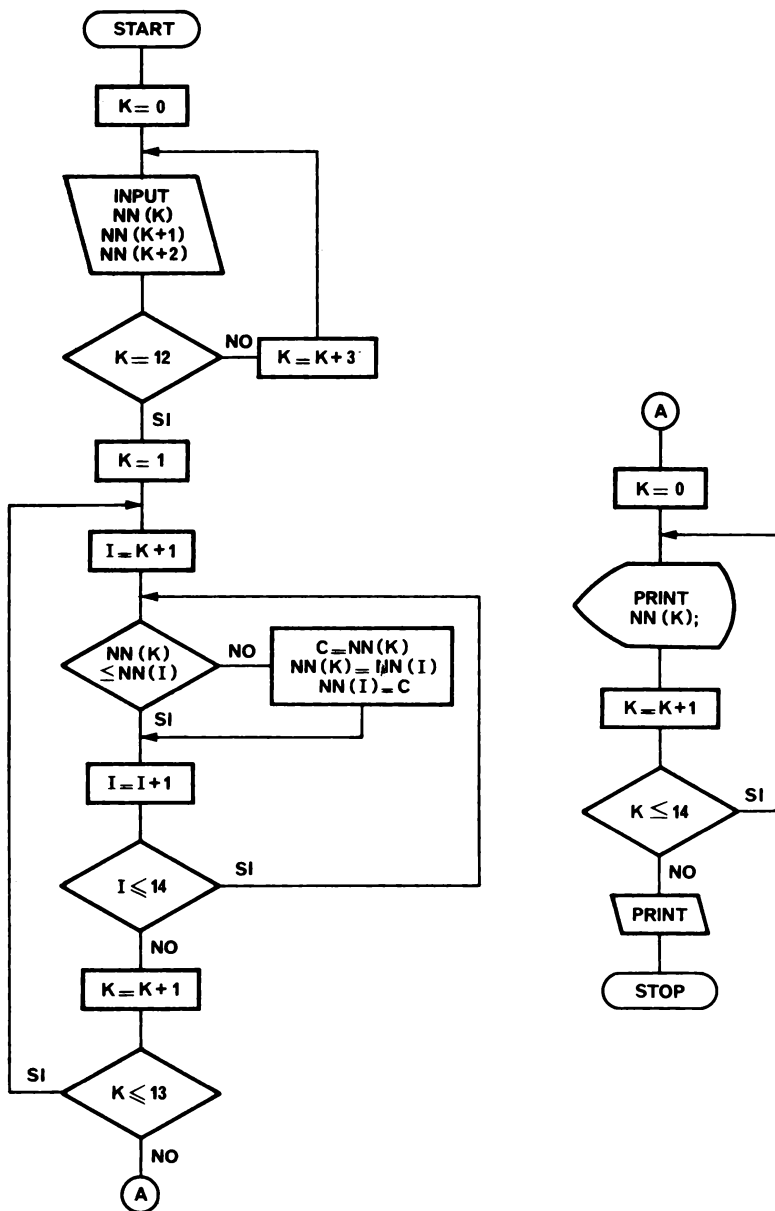 START
K = 0
INPUT
NN (K)
NN (K+1)
NN (K+2)
K = 12
NO
K = K + 3
SI
K = 1
I = K + 1
NN (K)
≤ NN (I)
NO
C = NN (K)
NN (K) = NN (I)
NN (I) = C
SI
I = I + 1
I ≤ 14
SI
NO
K = K + 1
K ≤ 13
SI
NO
A
A
K = 0
PRINT
NN (K);
K = K + 1
K ≤ 14
SI
NO
PRINT
STOP